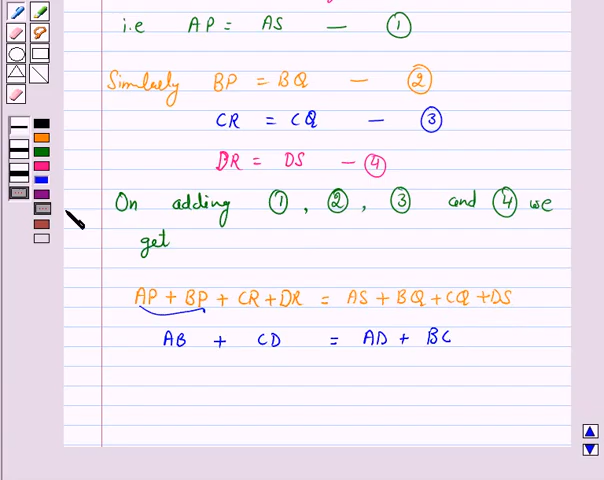 i.e AP = AS — ①
Similarly BP = BQ — ②
CR = CQ — ③
DR = DS — ④
On adding ①, ②, ③ and ④ we
get
AP + BP + CR + DR = AS + BQ + CQ + DS
AB + CD = AD + BC